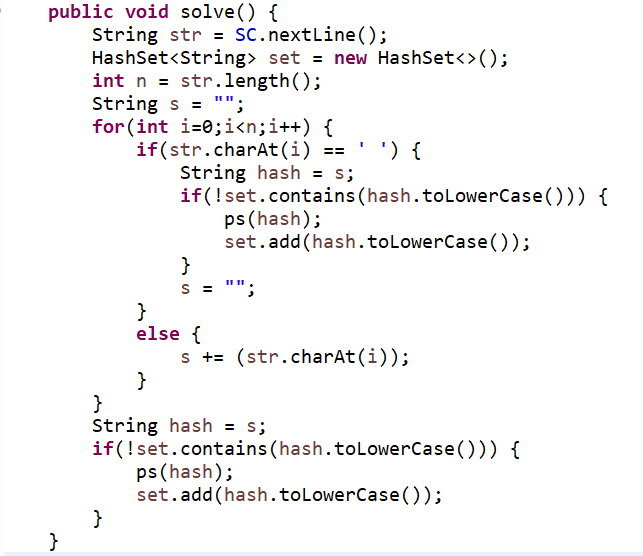 public void solve() {
    String str = SC.nextLine();
    HashSet<String> set = new HashSet<>();
    int n = str.length();
    String s = "";
    for(int i=0;i<n;i++) {
        if(str.charAt(i) == ' ') {
            String hash = s;
            if(!set.contains(hash.toLowerCase())) {
                ps(hash);
                set.add(hash.toLowerCase());
            }
            s = "";
        }
        else {
            s += (str.charAt(i));
        }
    }
    String hash = s;
    if(!set.contains(hash.toLowerCase())) {
        ps(hash);
        set.add(hash.toLowerCase());
    }
}